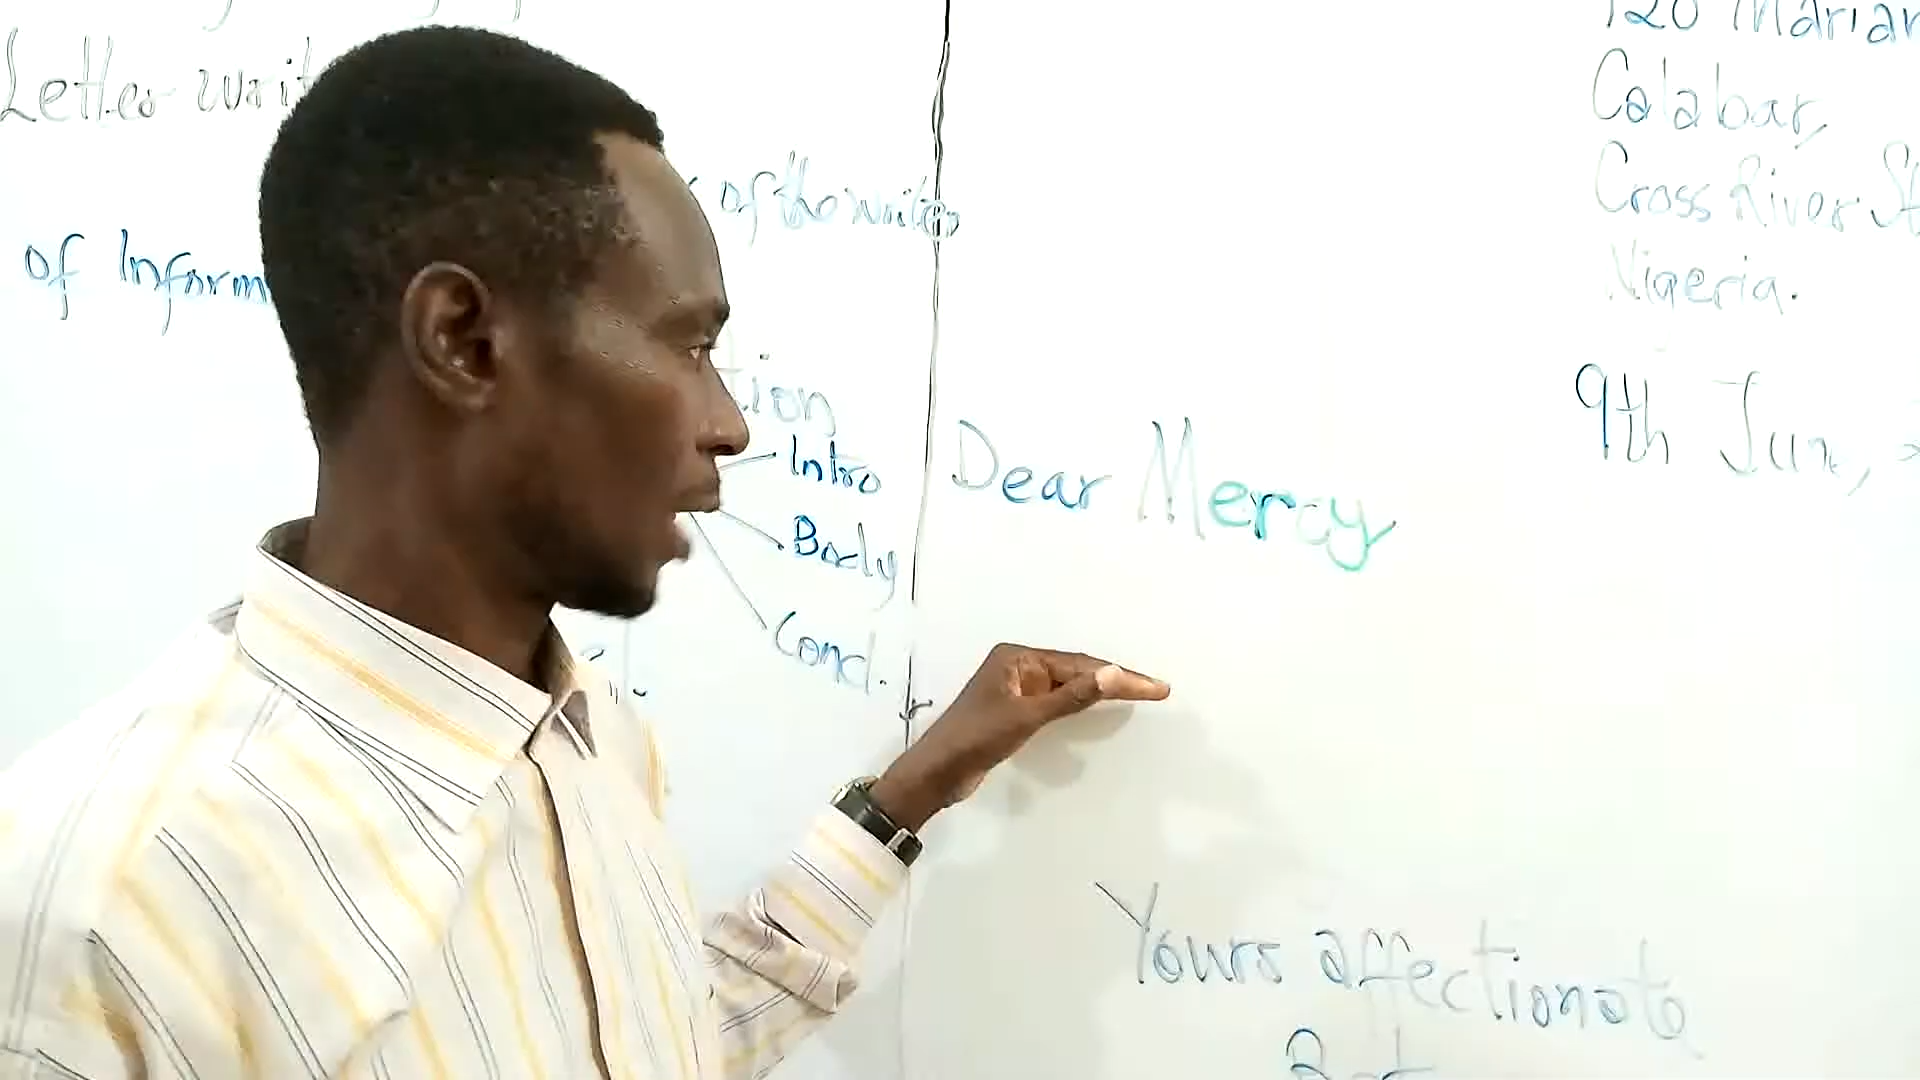 Letter writ
of the writer
of Inform
tion
Intro
Body
Concl.
120 Marian
Calabar,
Cross River St
Nigeria.
9th June,
Dear Mercy
Yours affectionate